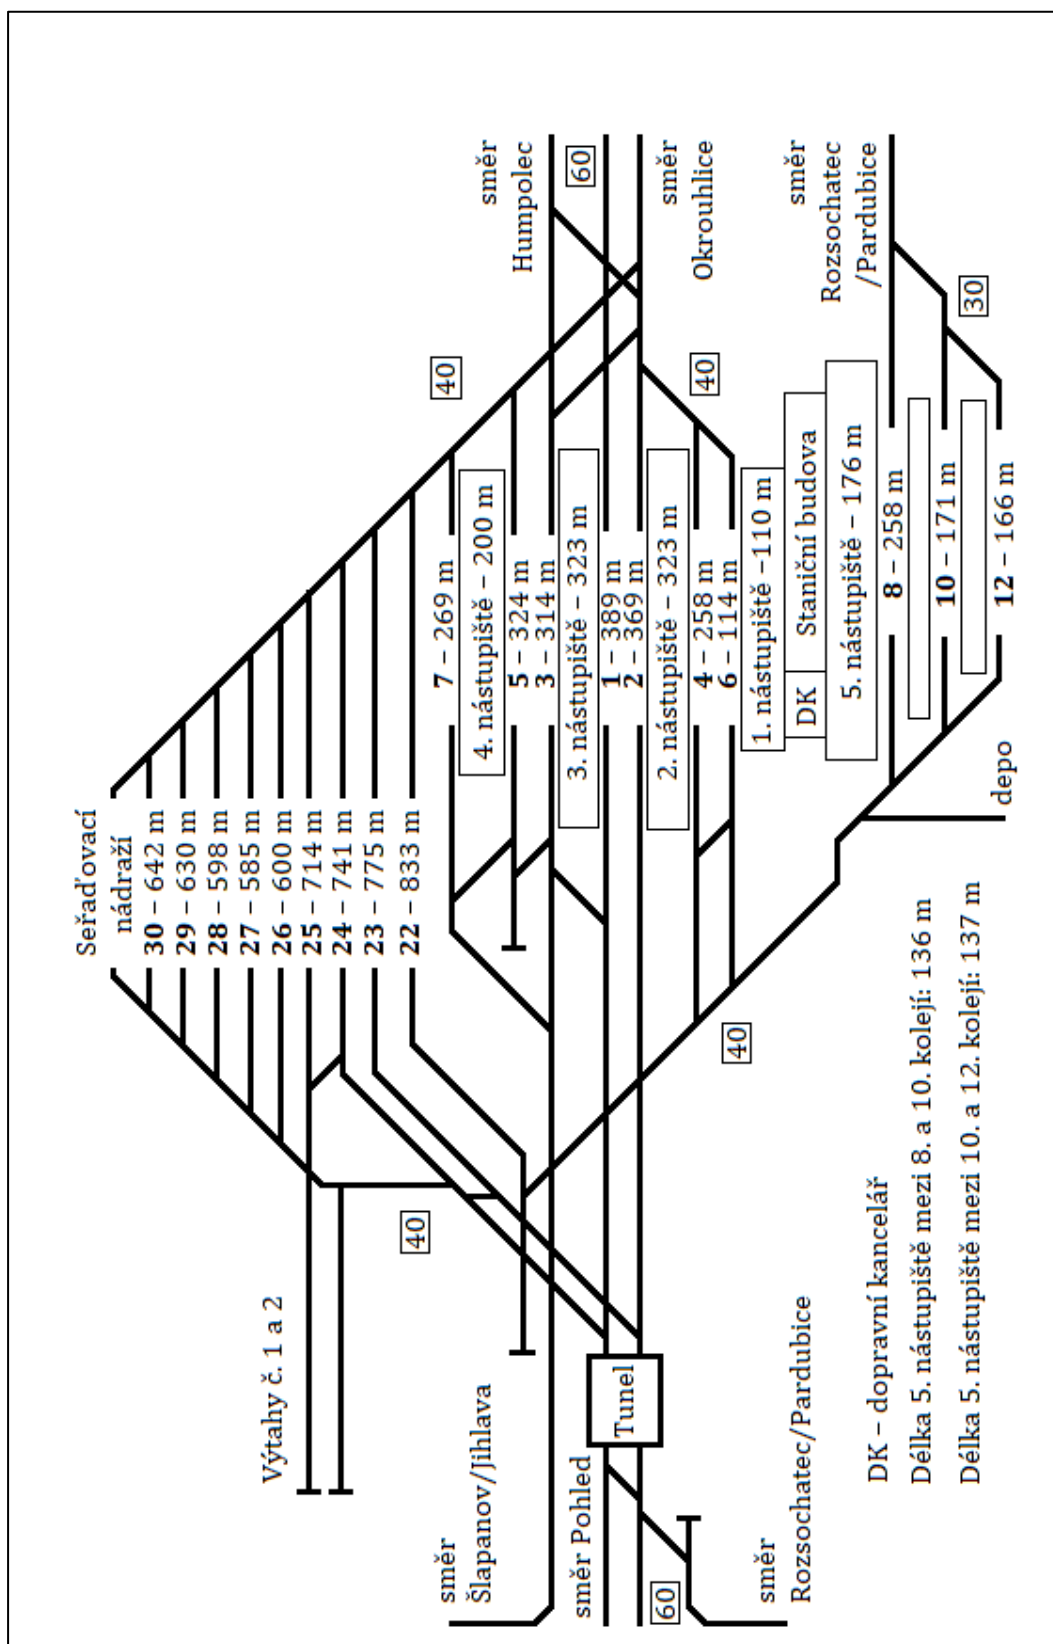 Seřaďovací
nádraží
30 – 642 m
29 – 630 m
28 – 598 m
27 – 585 m
26 – 600 m
25 – 714 m
24 – 741 m
23 – 775 m
22 – 833 m
7 – 269 m
4. nástupiště – 200 m
5 – 324 m
3 – 314 m
3. nástupiště – 323 m
1 – 389 m
2 – 369 m
2. nástupiště – 323 m
4 – 258 m
6 – 114 m
1. nástupiště –110 m
DK
Staniční budova
5. nástupiště – 176 m
8 – 258 m
10 – 171 m
12 – 166 m
směr
Humpolec
60
směr
Okrouhlice
směr
Rozsochatec
/Pardubice
40
40
30
40
40
60
depo
Výtahy č. 1 a 2
směr
Šlapanov/Jihlava
směr Pohled
Tunel
směr
Rozsochatec/Pardubice
DK – dopravní kancelář
Délka 5. nástupiště mezi 8. a 10. kolejí: 136 m
Délka 5. nástupiště mezi 10. a 12. kolejí: 137 m